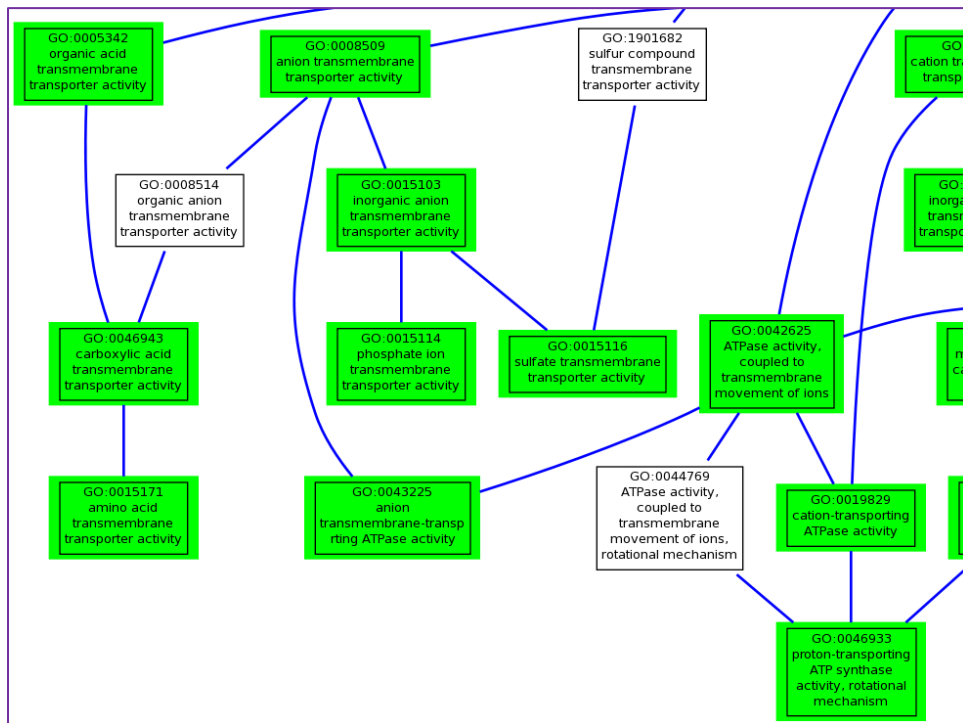 GO:0005342
organic acid
transmembrane
transporter activity
GO:0008509
anion transmembrane
transporter activity
GO:1901682
sulfur compound
transmembrane
transporter activity
GO:
cation
GO:0008514
organic anion
transmembrane
transporter activity
GO:0015103
inorganic anion
transmembrane
transporter activity
GO:
GO:0046943
carboxylic acid
transmembrane
transporter activity
GO:0015114
phosphate ion
transmembrane
transporter activity
GO:0015116
sulfate transmembrane
transporter activity
GO:0042625
ATPase activity,
coupled to
transmembrane
movement of ions
GO:0015171
amino acid
transmembrane
transporter activity
GO:0043225
anion
transmembrane-transp
rting ATPase activity
GO:0044769
ATPase activity,
coupled to
transmembrane
movement of ions,
rotational mechanism
GO:0019829
cation-transporting
ATPase activity
GO:0046933
proton-transporting
ATP synthase
activity, rotational
mechanism